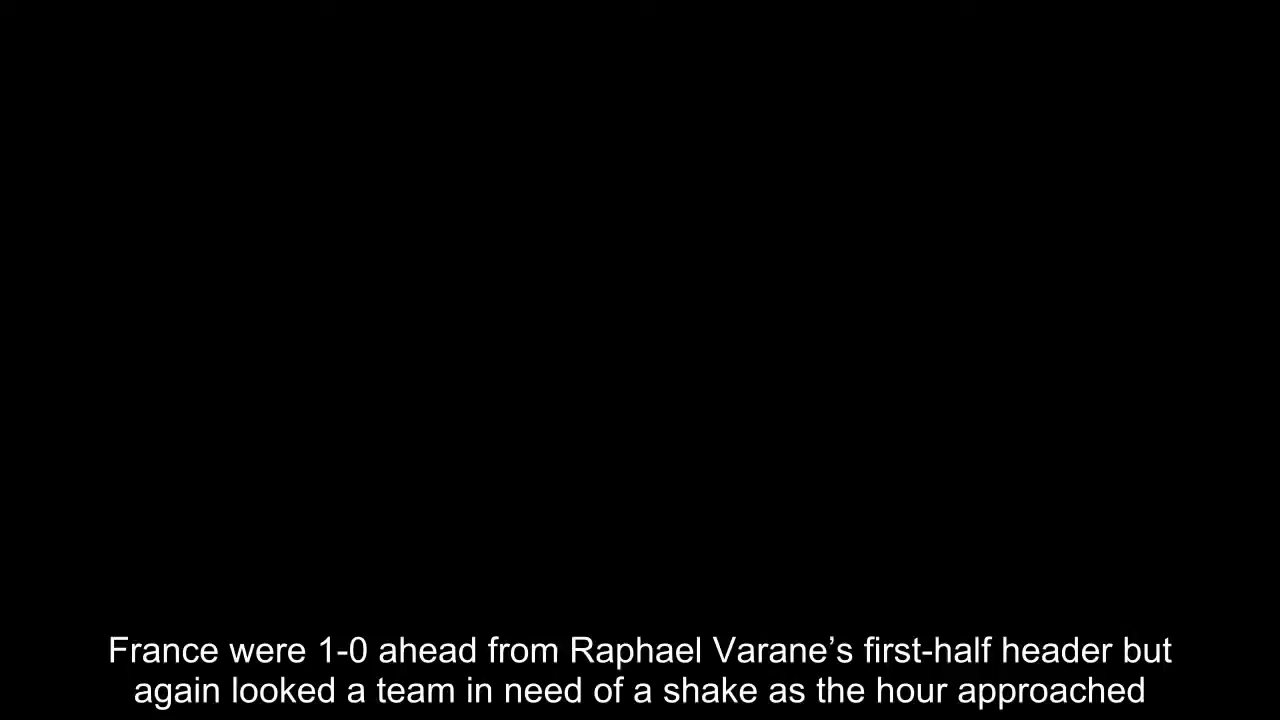 France were 1-0 ahead from Raphael Varane’s first-half header but
again looked a team in need of a shake as the hour approached